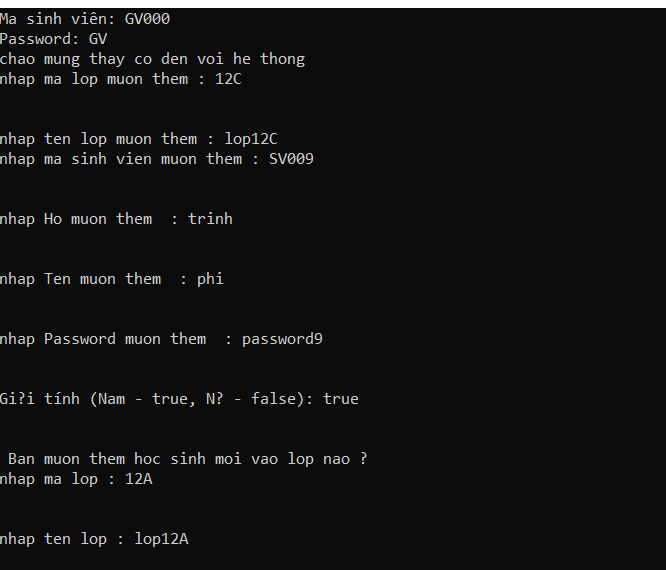 Ma sinh viên: GV000
Password: GV
chao mung thay co den voi he thong
nhap ma lop muon them : 12C
nhap ten lop muon them : lop12C
nhap ma sinh vien muon them : SV009
nhap Ho muon them  : trinh
nhap Ten muon them  : phi
nhap Password muon them  : password9
Gi?i tính (Nam - true, N? - false): true
Ban muon them hoc sinh moi vao lop nao ?
nhap ma lop : 12A
nhap ten lop : lop12A